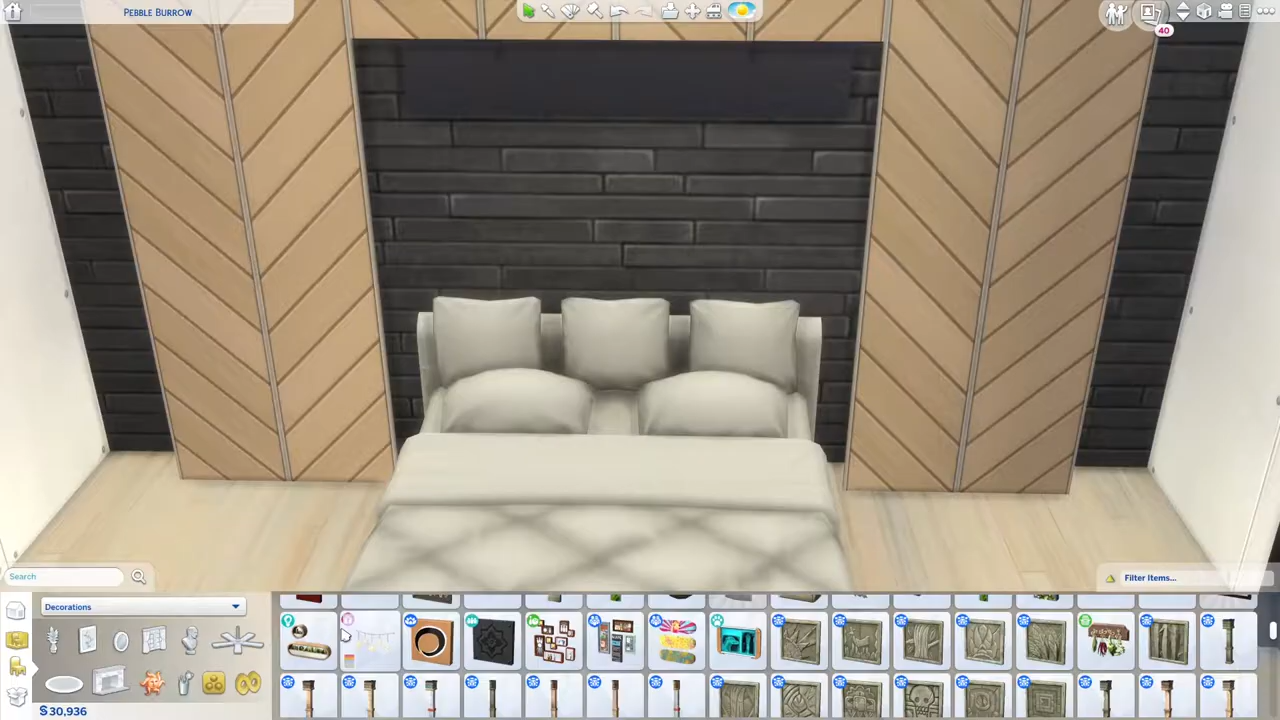 PEBBLE BURROW
40
Search
Filter Items...
Decorations
§30,936